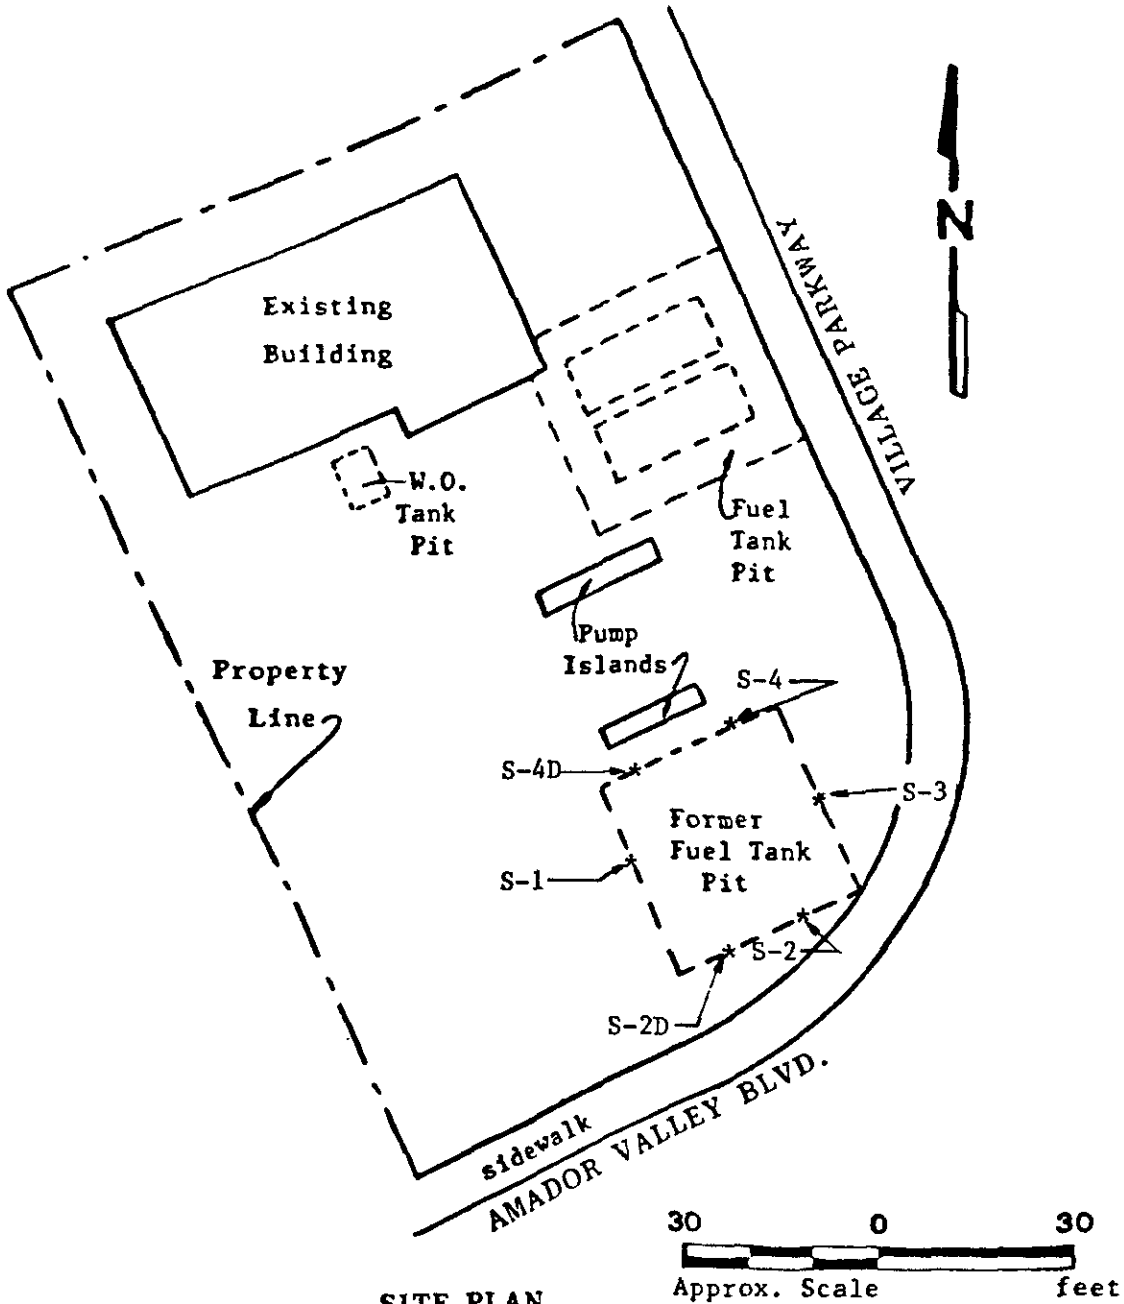 N
VILLAGE PARKWAY
Existing
Building
W.O.
Tank
Pit
Fuel
Tank
Pit
Pump
Islands
Property
Line
S-4
S-4D
S-3
Former
Fuel Tank
Pit
S-1
S-2
S-2D
sidewalk
AMADOR VALLEY BLVD.
30 0 30
Approx. Scale feet
SITE PLAN